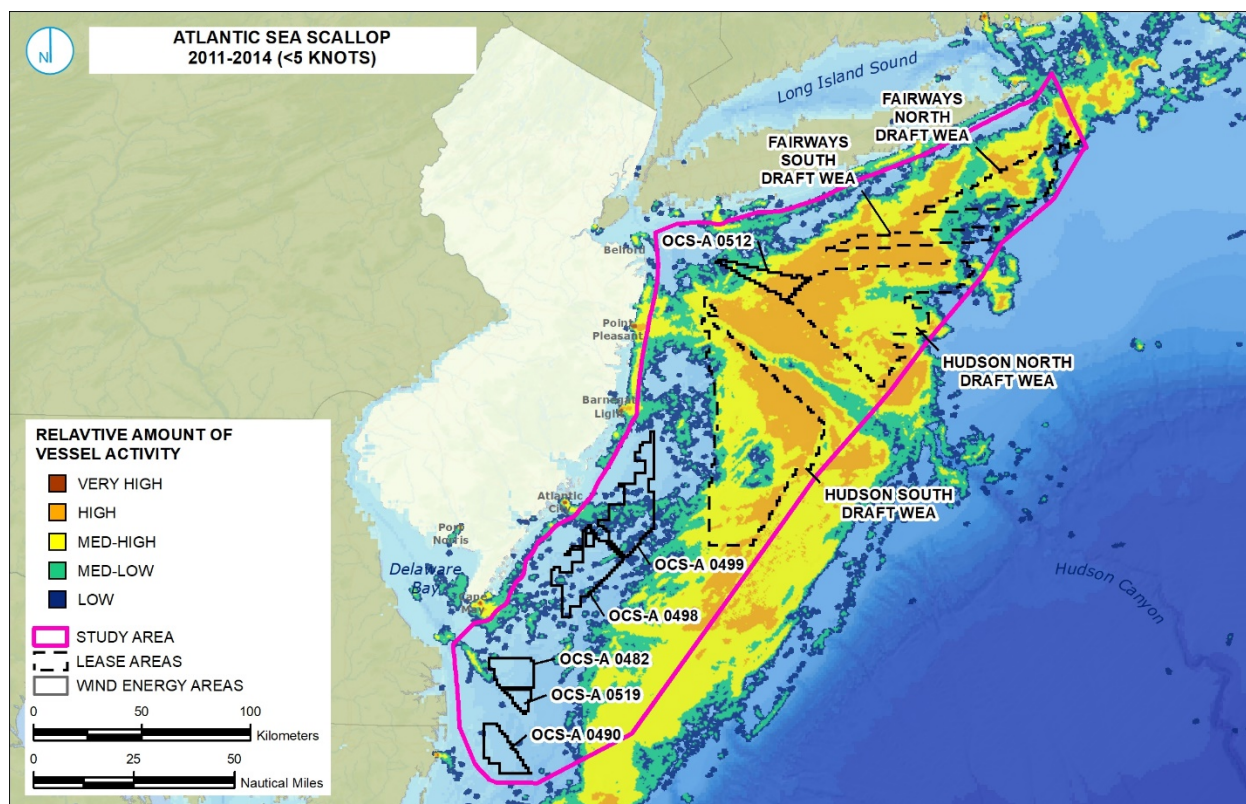 N
ATLANTIC SEA SCALLOP
2011-2014 (<5 KNOTS)
Long Island Sound
FAIRWAYS
NORTH
DRAFT WEA
FAIRWAYS
SOUTH
DRAFT WEA
OCS-A 0512
Belford
Point
Pleasant
HUDSON NORTH
DRAFT WEA
Barnegat
Light
HUDSON SOUTH
DRAFT WEA
Atlantic
City
Port
Norris
OCS-A 0499
Delaware
Bay
Cape
May
OCS-A 0498
Hudson Canyon
OCS-A 0482
OCS-A 0519
OCS-A 0490
RELAVTIVE AMOUNT OF
VESSEL ACTIVITY
VERY HIGH
HIGH
MED-HIGH
MED-LOW
LOW
STUDY AREA
LEASE AREAS
WIND ENERGY AREAS
0 50 100
Kilometers
0 25 50
Nautical Miles